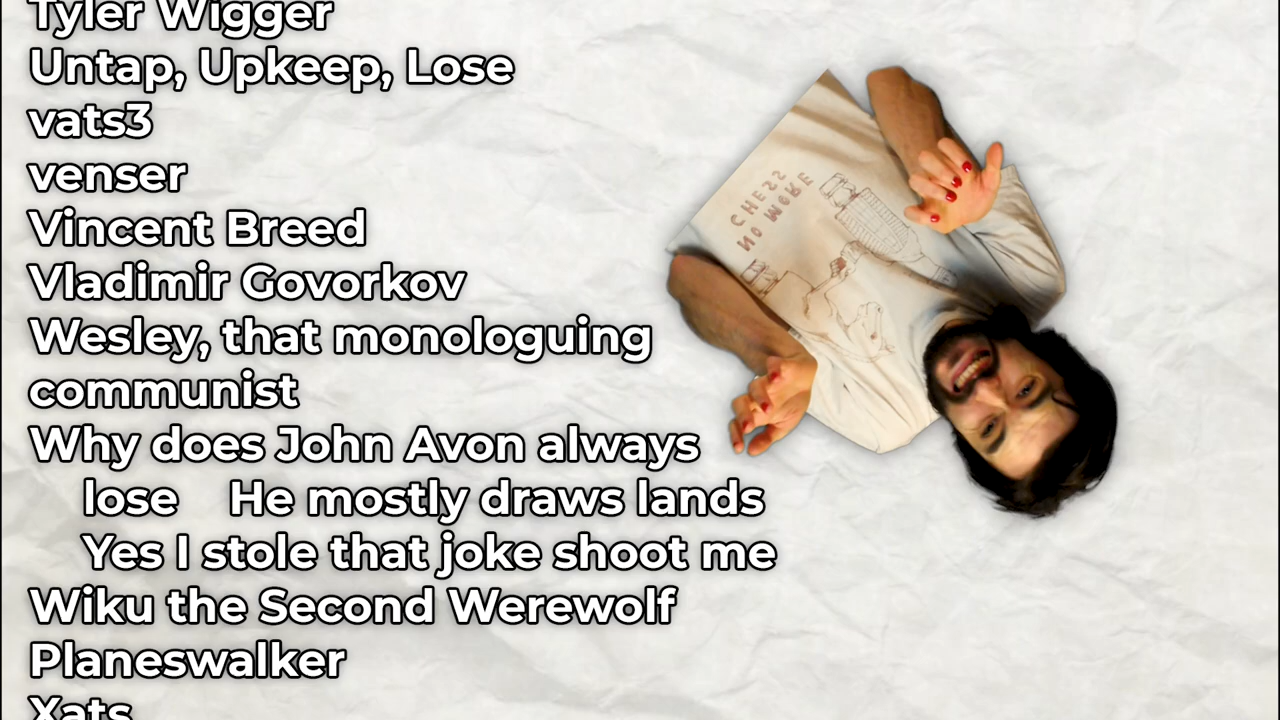 Tyler Wigger
Untap, Upkeep, Lose
vats3
venser
Vincent Breed
Vladimir Govorkov
Wesley, that monologuing
communist
Why does John Avon always
lose He mostly draws lands
Yes I stole that joke shoot me
Wiku the Second Werewolf
Planeswalker
Xats
CHESS
NO MORE